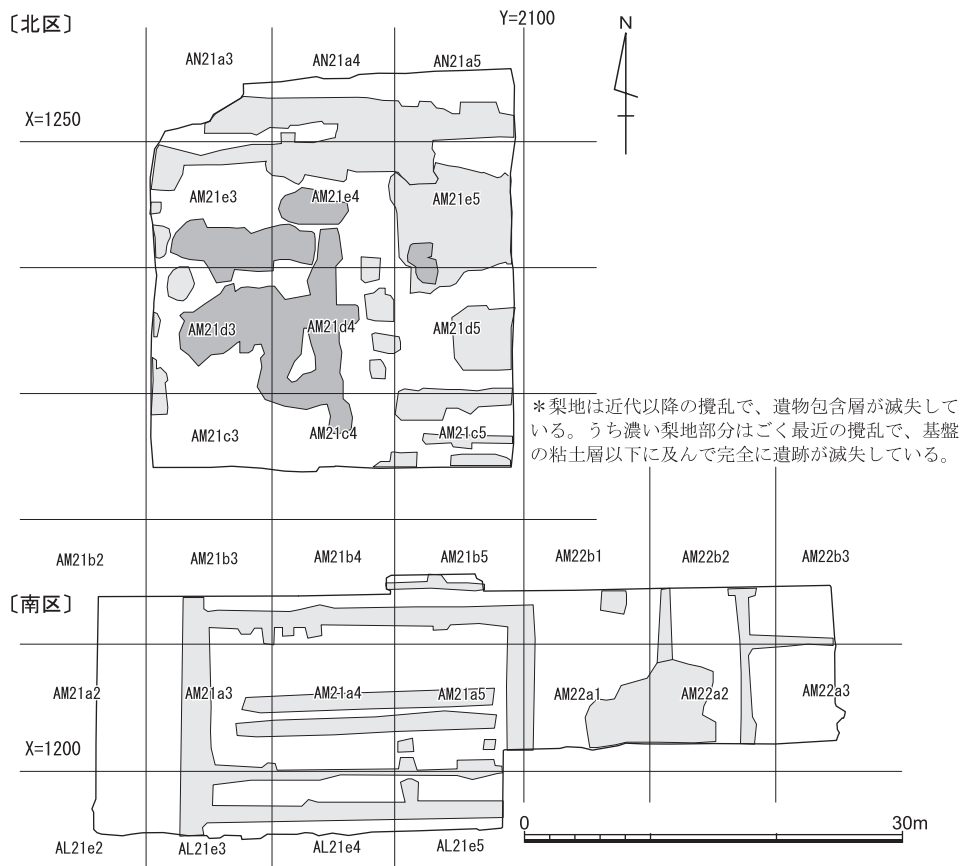 〔北区〕
Y=2100
N
AN21a3
AN21a4
AN21a5
X=1250
AM21e3
AM21e4
AM21e5
AM21d3
AM21d4
AM21d5
AM21c3
AM21c4
AM21c5
＊梨地は近代以降の攪乱で、遺物包含層が滅失して
いる。うち濃い梨地部分はごく最近の攪乱で、基盤
の粘土層以下に及んで完全に遺跡が滅失している。
AM21b2
AM21b3
AM21b4
AM21b5
AM22b1
AM22b2
AM22b3
〔南区〕
AM21a2
AM21a3
AM21a4
AM21a5
AM22a1
AM22a2
AM22a3
X=1200
0
30m
AL21e2
AL21e3
AL21e4
AL21e5